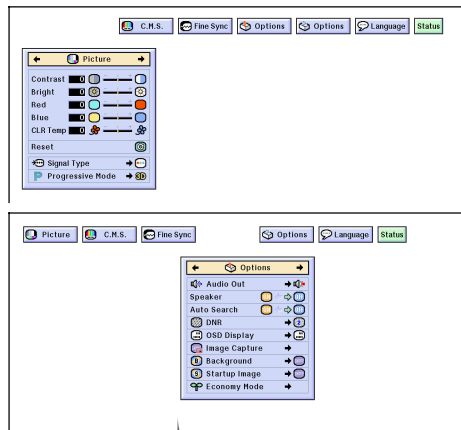 C.M.S. Fine Sync Options Options Language Status
Picture
Contrast 0
Bright 0
Red 0
Blue 0
CLR Temp 0
Reset
Signal Type
Progressive Mode 3D
Picture C.M.S. Fine Sync Options Language Status
Options
Audio Out
Speaker
Auto Search
DNR 2
OSD Display
Image Capture
B Background
S Startup Image
Economy Mode